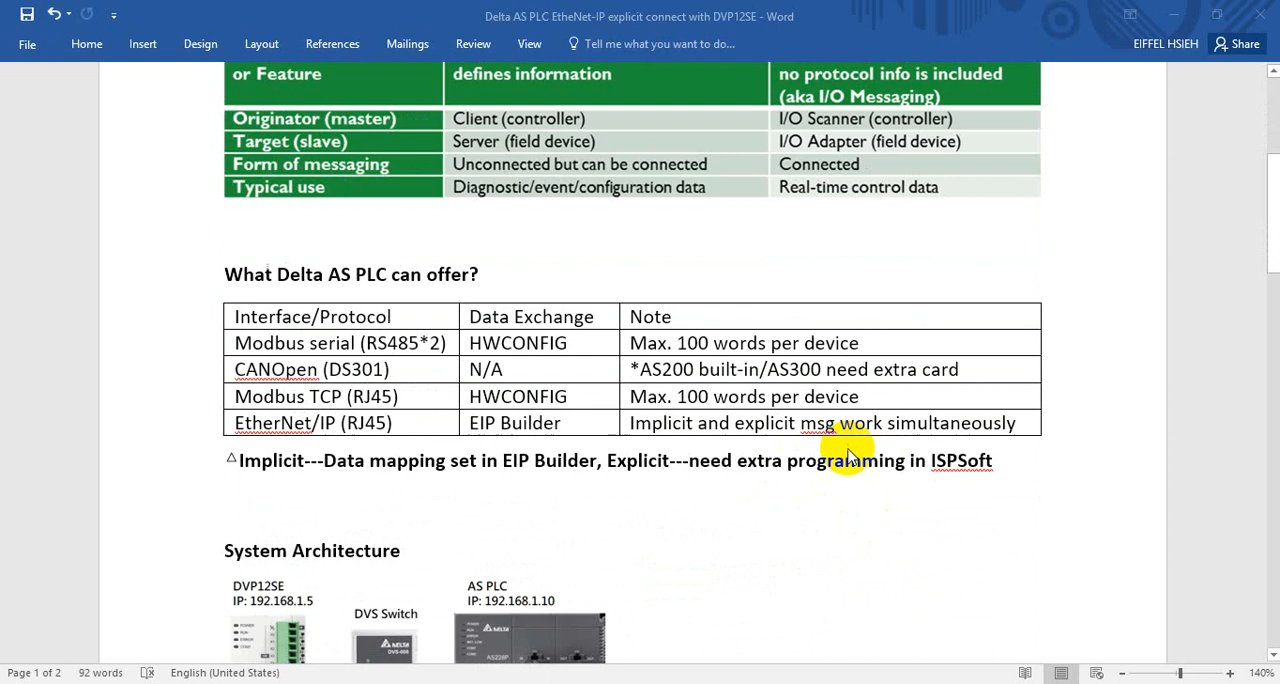 Delta AS PLC EtheNet-IP explicit connect with DVP12SE - Word
File Home Insert Design Layout References Mailings Review View Tell me what you want to do... EIFFEL HSIEH Share
or Feature defines information no protocol info is included
(aka I/O Messaging)
Originator (master) Client (controller) I/O Scanner (controller)
Target (slave) Server (field device) I/O Adapter (field device)
Form of messaging Unconnected but can be connected Connected
Typical use Diagnostic/event/configuration data Real-time control data
What Delta AS PLC can offer?
Interface/Protocol Data Exchange Note
Modbus serial (RS485*2) HWCONFIG Max. 100 words per device
CANOpen (DS301) N/A *AS200 built-in/AS300 need extra card
Modbus TCP (RJ45) HWCONFIG Max. 100 words per device
EtherNet/IP (RJ45) EIP Builder Implicit and explicit msg work simultaneously
△Implicit---Data mapping set in EIP Builder, Explicit---need extra programming in ISPSoft
System Architecture
DVP12SE AS PLC
IP: 192.168.1.5 IP: 192.168.1.10
DVS Switch
DELTA
DELTA
AS228P
Page 1 of 2 92 words English (United States) 140%